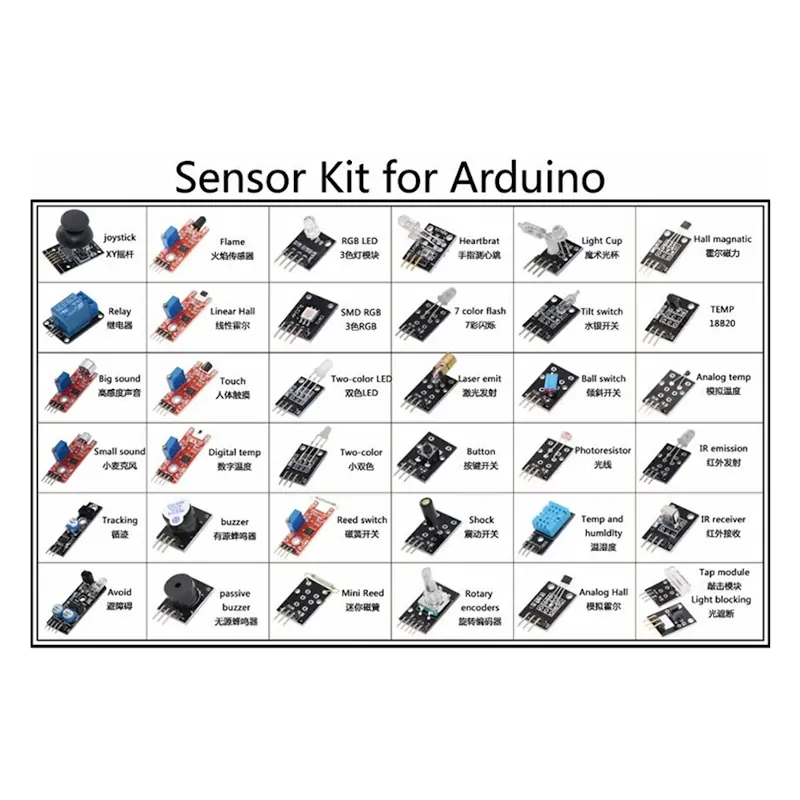 Sensor Kit for Arduino
joystick
XY摇杆
Flame
火焰传感器
RGB LED
3色灯模块
Heartbrat
手指测心跳
Light Cup
魔术光杯
Hall magnatic
霍尔磁力
Relay
继电器
Linear Hall
线性霍尔
SMD RGB
3色RGB
7 color flash
7彩闪烁
Tilt switch
水银开关
TEMP
18B20
Big sound
高感度声音
Touch
人体触摸
Two-color LED
双色LED
Laser emit
激光发射
Ball switch
倾斜开关
Analog temp
模拟温度
Small sound
小麦克风
Digital temp
数字温度
Two-color
小双色
Button
按键开关
Photoresistor
光线
IR emission
红外发射
Tracking
循迹
buzzer
有源蜂鸣器
Reed switch
磁簧开关
Shock
震动开关
Temp and
humidity
温湿度
IR receiver
红外接收
Avoid
避障碍
passive
buzzer
无源蜂鸣器
Mini Reed
迷你磁簧
Rotary
encoders
旋转编码器
Analog Hall
模拟霍尔
Tap module
敲击模块
Light blocking
光遮断